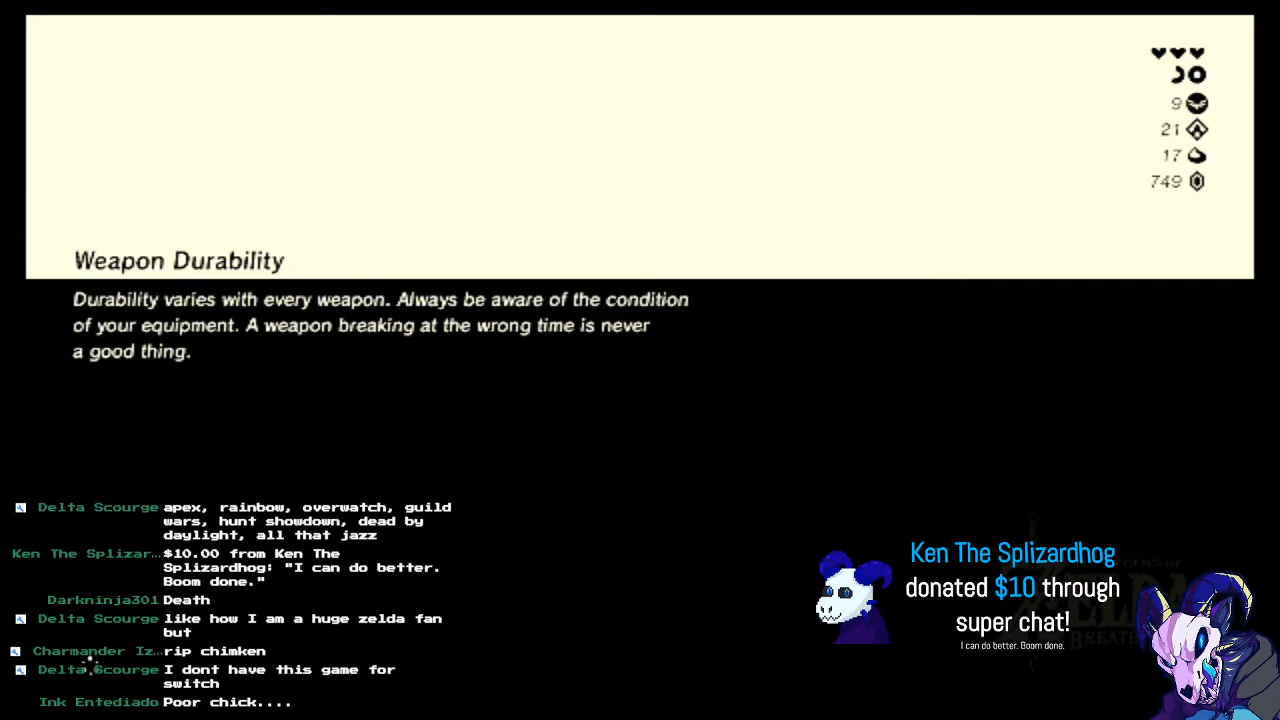 9
21
17
749
Weapon Durability
Durability varies with every weapon. Always be aware of the condition
of your equipment. A weapon breaking at the wrong time is never
a good thing.
Delta Scourge apex, rainbow, overwatch, guild
wars, hunt showdown, dead by
daylight, all that jazz
Ken The Splizar… $10.00 from Ken The
Splizardhog: "I can do better.
Boom done."
Darkninja301 Death
Delta Scourge like how I am a huge zelda fan
but
Charmander Iz… rip chimken
Delta Scourge I dont have this game for
switch
Ink Entediado Poor chick....
Ken The Splizardhog
donated $10 through
super chat!
I can do better. Boom done.